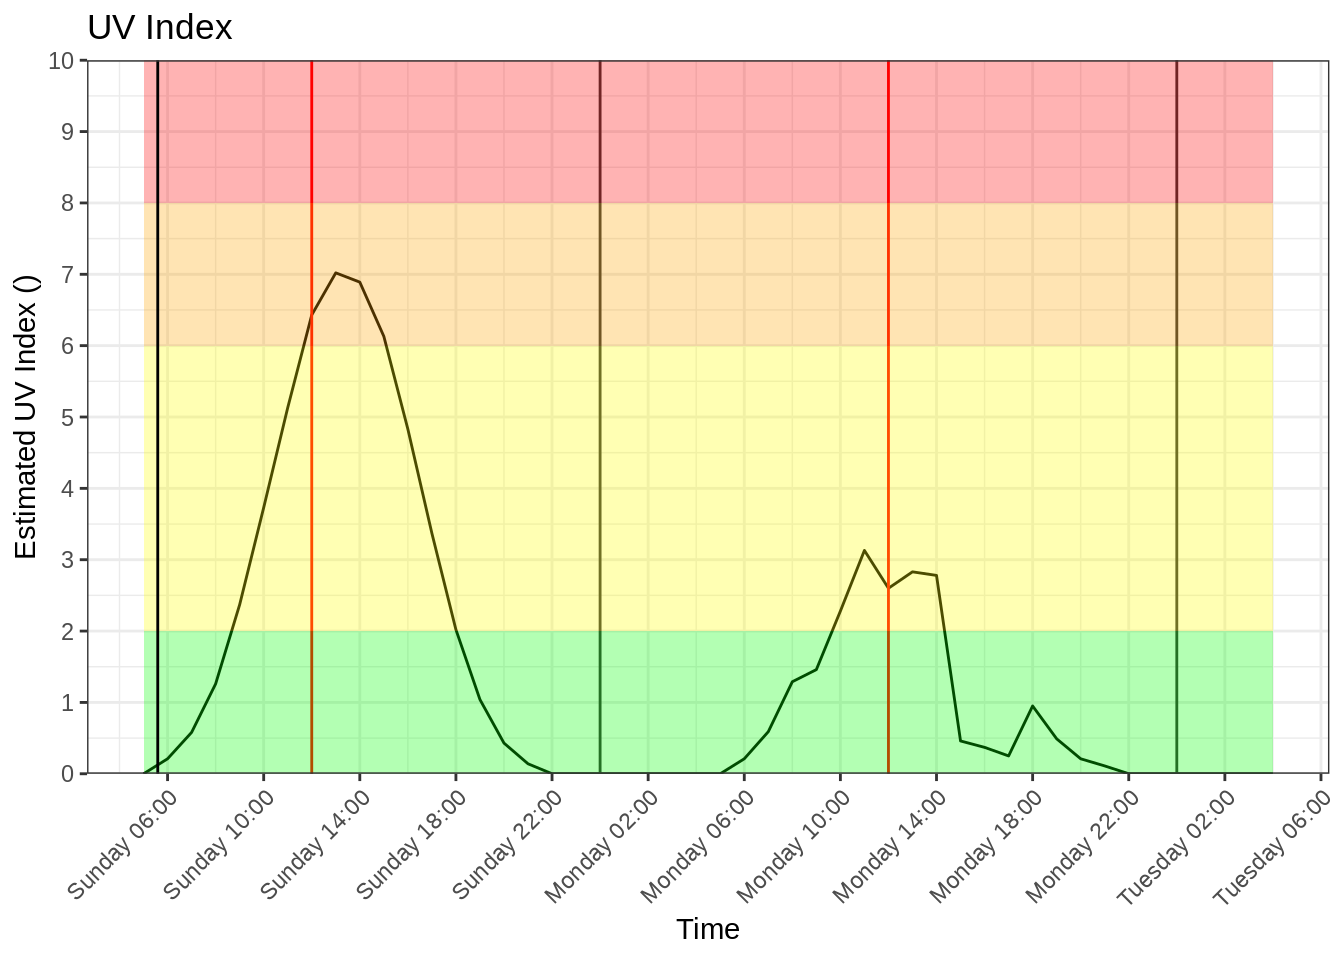 UV Index
Estimated UV Index ()
10
9
8
7
6
5
4
3
2
1
0
Sunday 06:00
Sunday 10:00
Sunday 14:00
Sunday 18:00
Sunday 22:00
Monday 02:00
Monday 06:00
Monday 10:00
Monday 14:00
Monday 18:00
Monday 22:00
Tuesday 02:00
Tuesday 06:00
Time